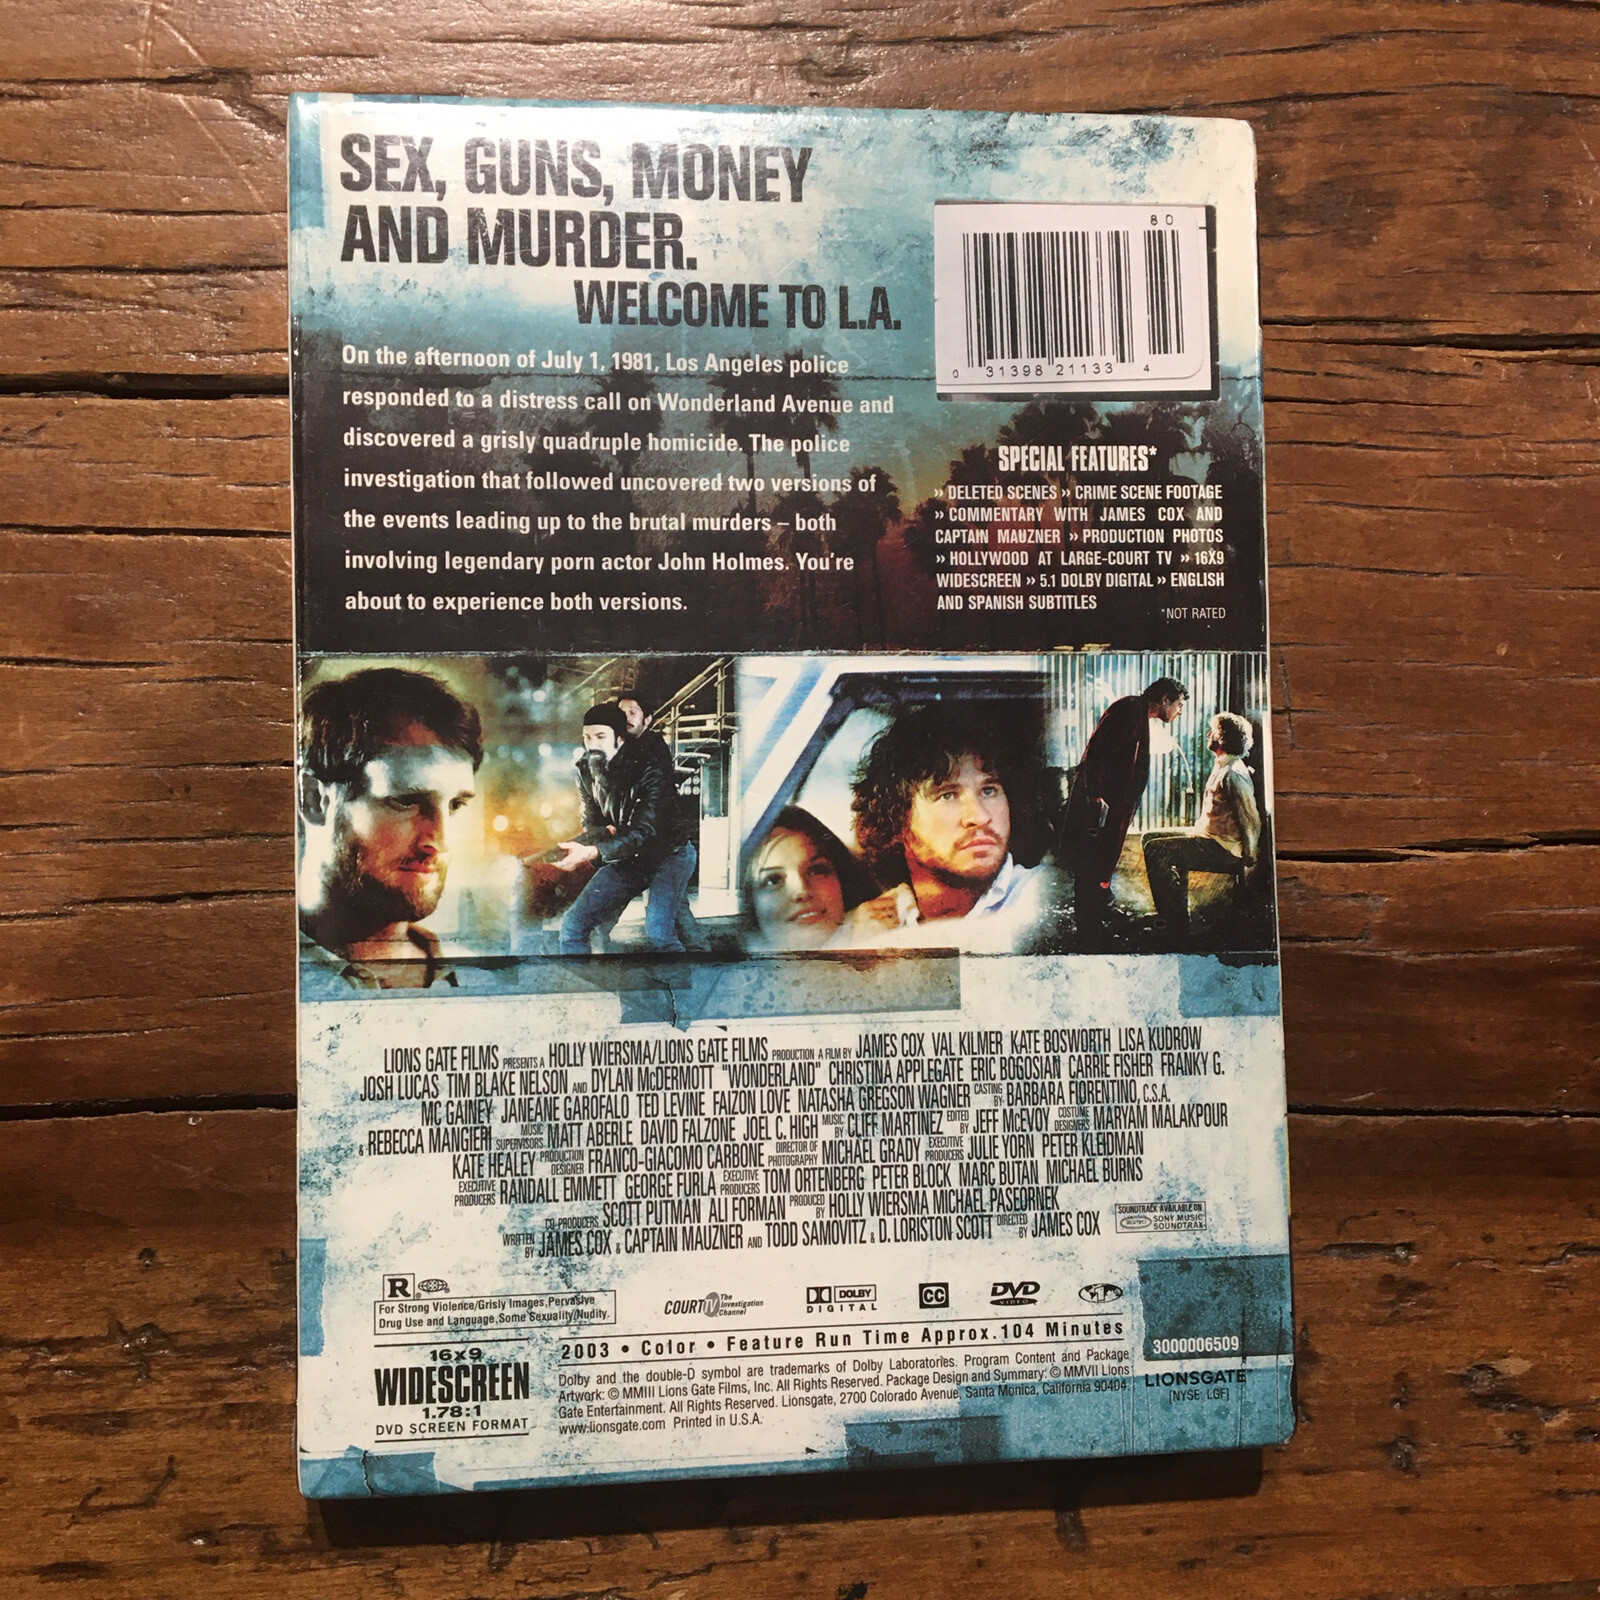 SEX, GUNS, MONEY
AND MURDER.
WELCOME TO L.A.
80
0 31398 21133 4
On the afternoon of July 1, 1981, Los Angeles police
responded to a distress call on Wonderland Avenue and
discovered a grisly quadruple homicide. The police
investigation that followed uncovered two versions of
the events leading up to the brutal murders – both
involving legendary porn actor John Holmes. You're
about to experience both versions.
SPECIAL FEATURES*
» DELETED SCENES » CRIME SCENE FOOTAGE
» COMMENTARY WITH JAMES COX AND
CAPTAIN MAUZNER » PRODUCTION PHOTOS
» HOLLYWOOD AT LARGE-COURT TV » 16X9
WIDESCREEN » 5.1 DOLBY DIGITAL » ENGLISH
AND SPANISH SUBTITLES
*NOT RATED
LIONS GATE FILMS PRESENTS A HOLLY WIERSMA/LIONS GATE FILMS PRODUCTION A FILM BY JAMES COX VAL KILMER KATE BOSWORTH LISA KUDROW
JOSH LUCAS TIM BLAKE NELSON AND DYLAN McDERMOTT "WONDERLAND" CHRISTINA APPLEGATE ERIC BOGOSIAN CARRIE FISHER FRANKY G.
MC GAINEY JANEANE GAROFALO TED LEVINE FAIZON LOVE NATASHA GREGSON WAGNER CASTING BY BARBARA FIORENTINO, C.S.A.
& REBECCA MANGIERI MUSIC SUPERVISORS MATT ABERLE DAVID FALZONE JOEL C. HIGH MUSIC BY CLIFF MARTINEZ EDITED BY JEFF McEVOY COSTUME DESIGNERS MARYAM MALAKPOUR
KATE HEALEY PRODUCTION DESIGNER FRANCO-GIACOMO CARBONE DIRECTOR OF PHOTOGRAPHY MICHAEL GRADY EXECUTIVE PRODUCERS JULIE YORN PETER KLEIDMAN
EXECUTIVE PRODUCERS RANDALL EMMETT GEORGE FURLA EXECUTIVE PRODUCERS TOM ORTENBERG PETER BLOCK MARC BUTAN MICHAEL BURNS
CO-PRODUCERS SCOTT PUTMAN ALI FORMAN PRODUCED BY HOLLY WIERSMA MICHAEL PASEORNEK
WRITTEN BY JAMES COX & CAPTAIN MAUZNER AND TODD SAMOVITZ & D. LORISTON SCOTT DIRECTED BY JAMES COX
SOUNDTRACK AVAILABLE ON
SONY MUSIC
SOUNDTRAX
R
For Strong Violence/Grisly Images, Pervasive
Drug Use and Language, Some Sexuality/Nudity.
COURT TV The Investigation Channel
DOLBY
DIGITAL
CC
DVD
VIDEO
2003 • Color • Feature Run Time Approx. 104 Minutes
16x9
WIDESCREEN
1.78:1
DVD SCREEN FORMAT
Dolby and the double-D symbol are trademarks of Dolby Laboratories. Program Content and Package
Artwork: © MMIII Lions Gate Films, Inc. All Rights Reserved. Package Design and Summary: © MMVII Lions
Gate Entertainment. All Rights Reserved. Lionsgate, 2700 Colorado Avenue, Santa Monica, California 90404.
www.lionsgate.com Printed in U.S.A.
3000006509
LIONSGATE
[NYSE: LGF]